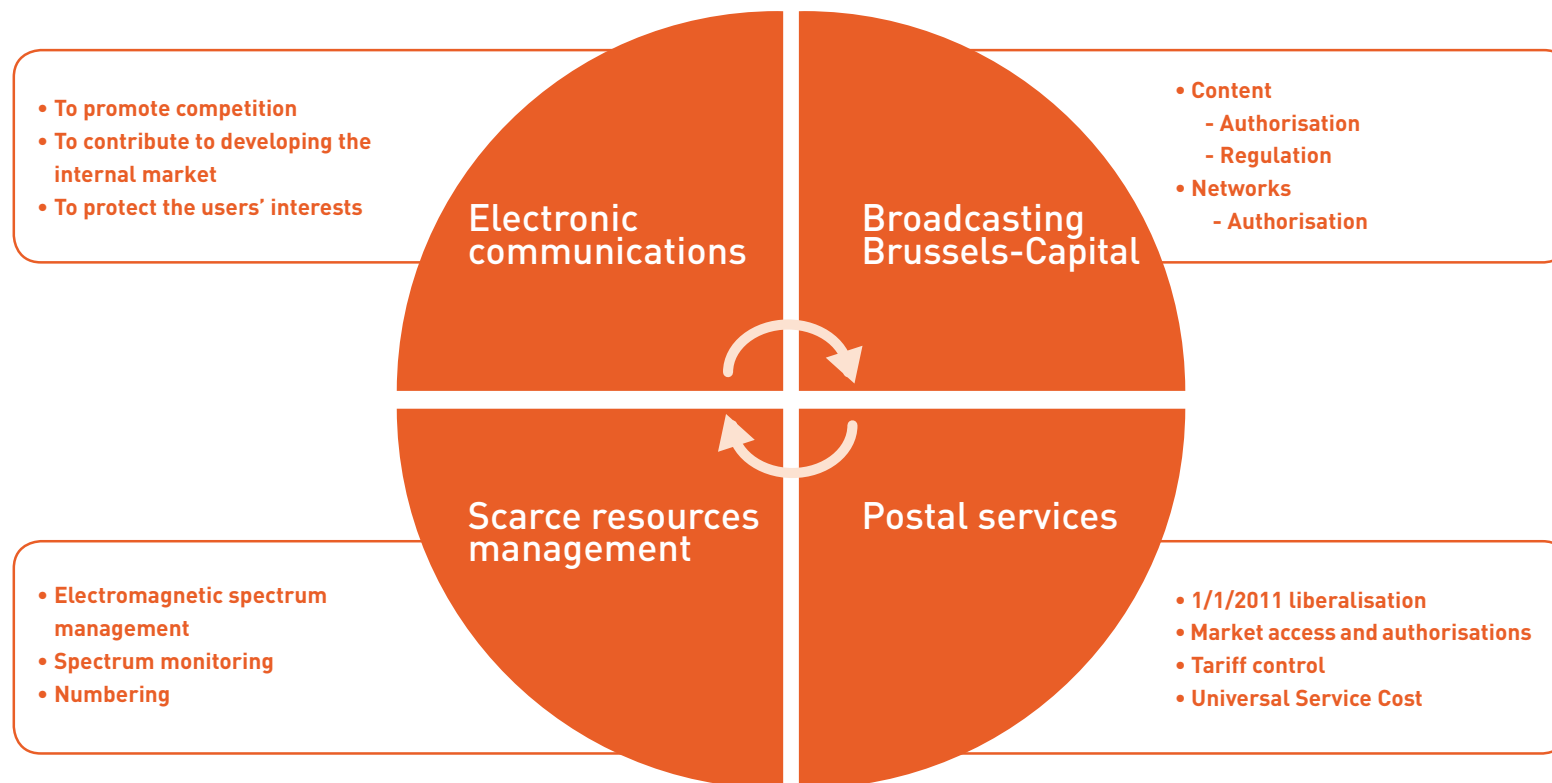 • To promote competition
• To contribute to developing the
internal market
• To protect the users’ interests
Electronic
communications
Broadcasting
Brussels-Capital
• Content
- Authorisation
- Regulation
• Networks
- Authorisation
• Electromagnetic spectrum
management
• Spectrum monitoring
• Numbering
Scarce resources
management
Postal services
• 1/1/2011 liberalisation
• Market access and authorisations
• Tariff control
• Universal Service Cost